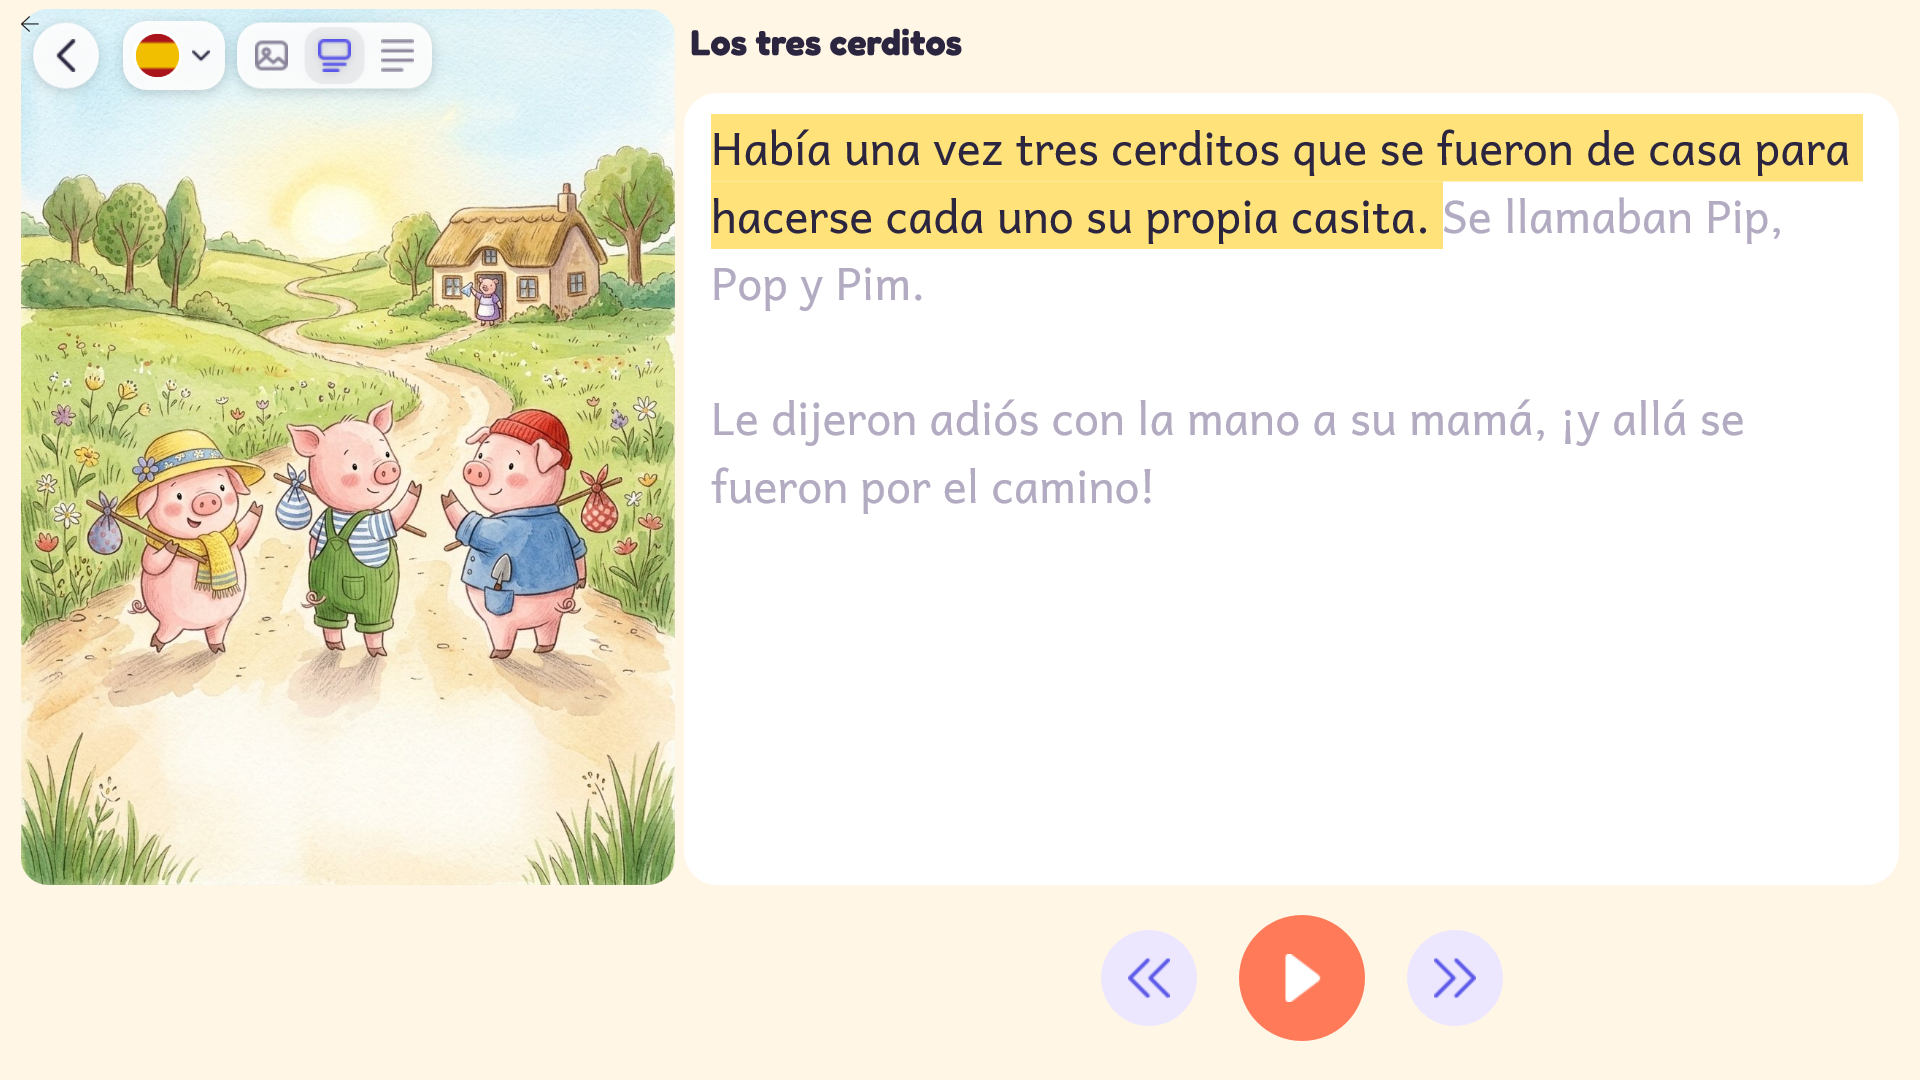 Los tres cerditos
Había una vez tres cerditos que se fueron de casa para
hacerse cada uno su propia casita. Se llamaban Pip,
Pop y Pim.
Le dijeron adiós con la mano a su mamá, ¡y allá se
fueron por el camino!